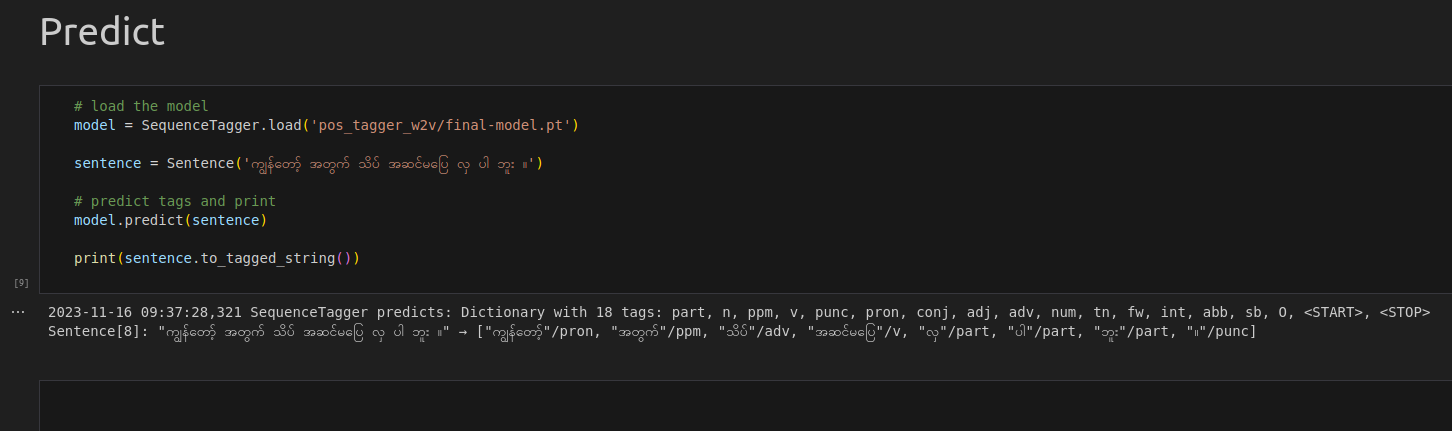 Predict
# load the model
model = SequenceTagger.load('pos_tagger_w2v/final-model.pt')
sentence = Sentence('ကျွန်တော့် အတွက် သိပ် အဆင်မပြေ လှ ပါ ဘူး ။')
# predict tags and print
model.predict(sentence)
print(sentence.to_tagged_string())
[9]
... 2023-11-16 09:37:28,321 SequenceTagger predicts: Dictionary with 18 tags: part, n, ppm, v, punc, pron, conj, adj, adv, num, tn, fw, int, abb, sb, O, <START>, <STOP>
Sentence[8]: "ကျွန်တော့် အတွက် သိပ် အဆင်မပြေ လှ ပါ ဘူး ။" → ["ကျွန်တော့်"/pron, "အတွက်"/ppm, "သိပ်"/adv, "အဆင်မပြေ"/v, "လှ"/part, "ပါ"/part, "ဘူး"/part, "။"/punc]